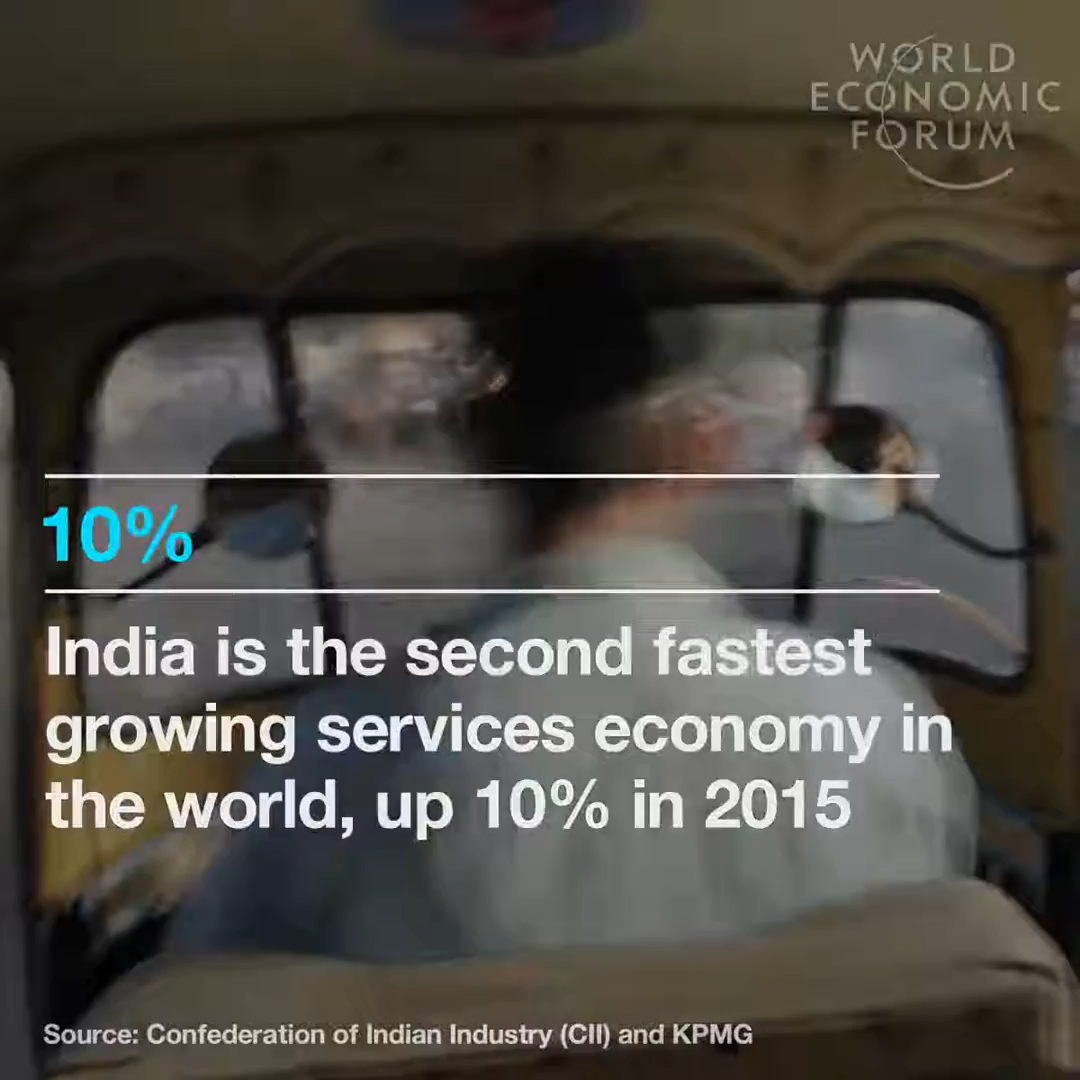 WORLD
ECONOMIC
FORUM
10%
India is the second fastest
growing services economy in
the world, up 10% in 2015
Source: Confederation of Indian Industry (CII) and KPMG